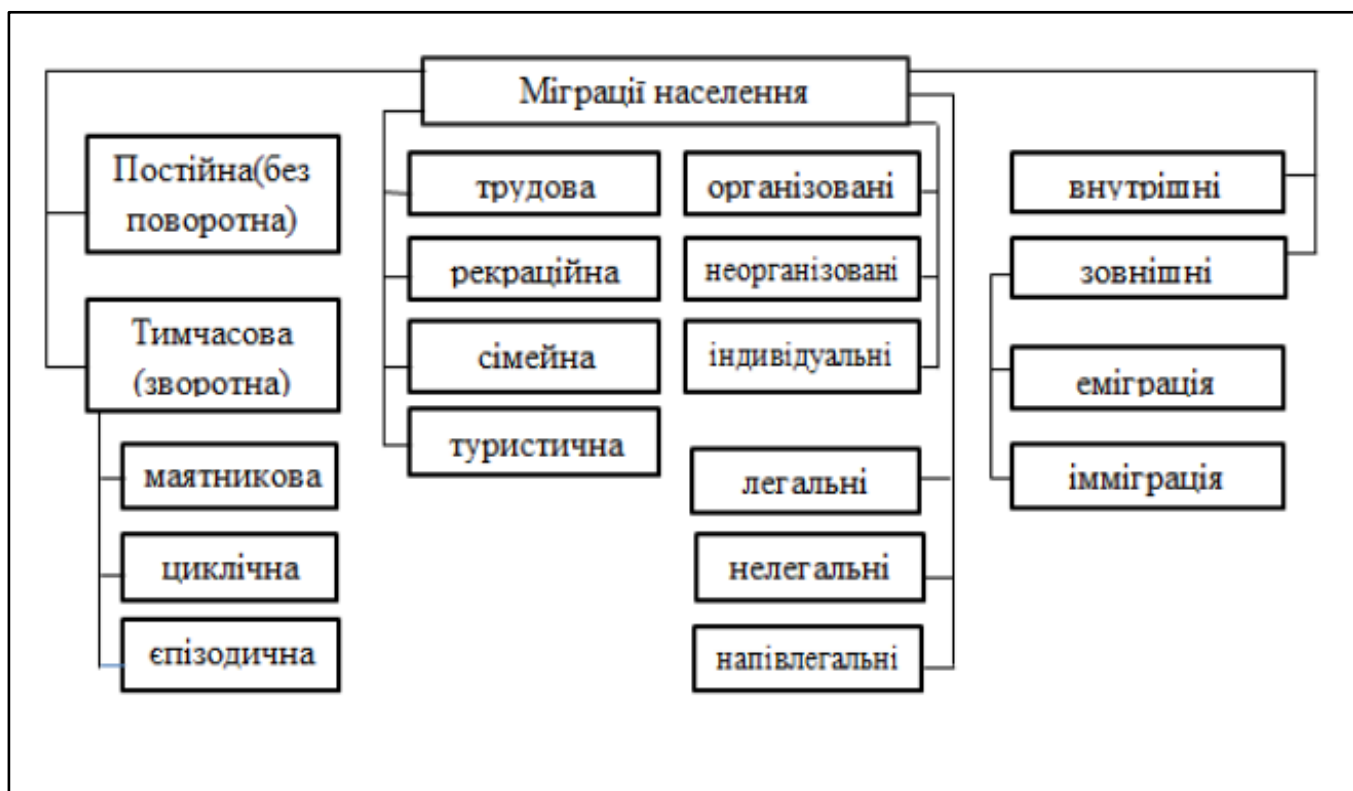 Міграції населення
Постійна(без
поворотна)
Тимчасова
(зворотна)
маятникова
циклічна
єпізодична
трудова
рекраційна
сімейна
туристична
організовані
неорганізовані
індивідуальні
легальні
нелегальні
напівлегальні
внутрішні
зовнішні
еміграція
імміграція